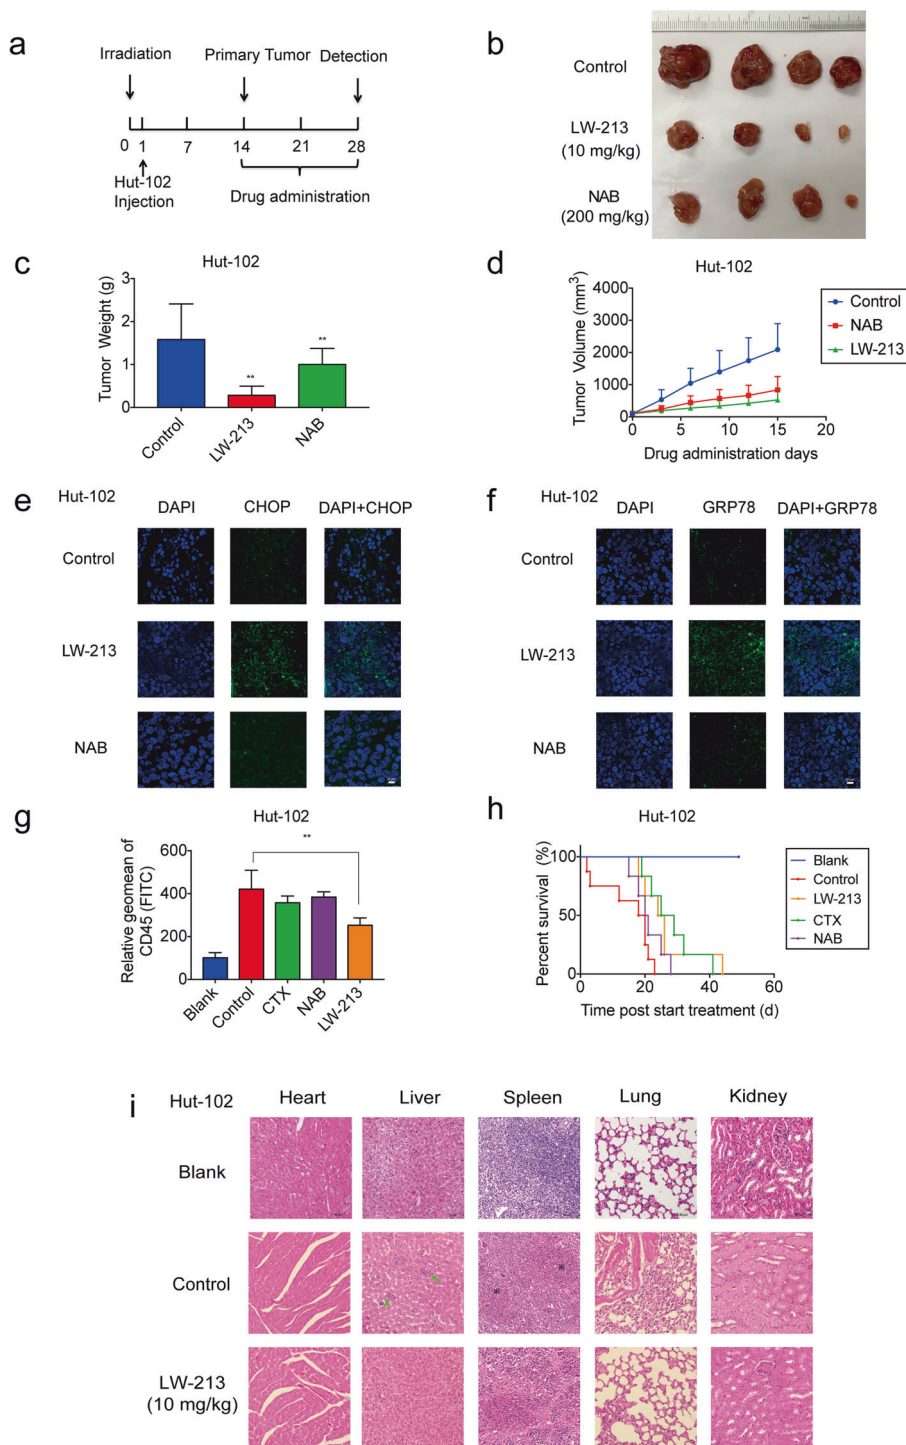 a
Irradiation
Primary Tumor
Detection
0 1 7 14 21 28
Hut-102
Injection
Drug administration
b
Control
LW-213
(10 mg/kg)
NAB
(200 mg/kg)
c
Hut-102
Tumor Weight (g)
3
2
1
0
**
**
Control
LW-213
NAB
d
Hut-102
Tumor Volume (mm³)
4000
3000
2000
1000
0
0 5 10 15 20
Drug administration days
Control
NAB
LW-213
e
Hut-102
DAPI CHOP DAPI+CHOP
Control
LW-213
NAB
f
Hut-102
DAPI GRP78 DAPI+GRP78
Control
LW-213
NAB
g
Hut-102
Relative geomean of
CD45 (FITC)
600
400
200
0
**
Blank
Control
CTX
NAB
LW-213
h
Hut-102
Percent survival (%)
100
50
0
0 20 40 60
Time post start treatment (d)
Blank
Control
LW-213
CTX
NAB
i
Hut-102
Heart Liver Spleen Lung Kidney
Blank
Control
※
※
LW-213
(10 mg/kg)